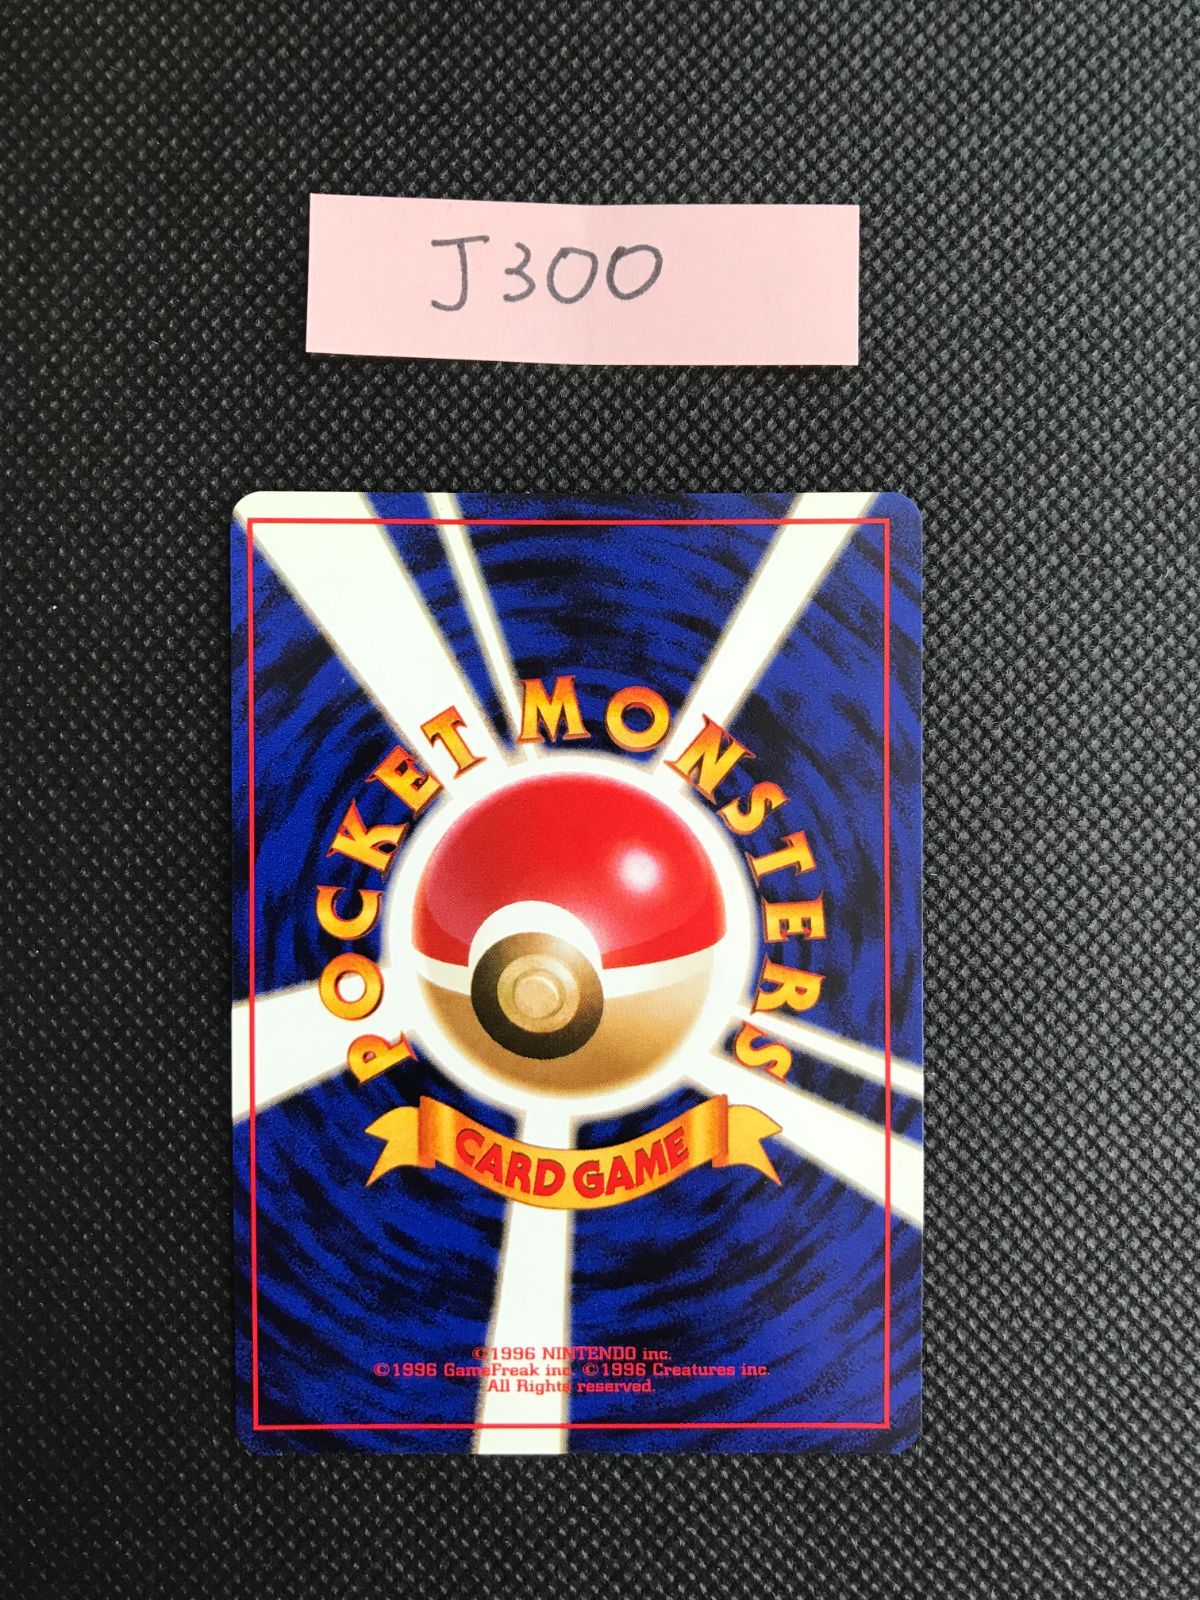 J300
POCKET MONSTERS
CARD GAME
©1996 NINTENDO inc.
©1996 GameFreak inc. ©1996 Creatures inc.
All Rights reserved.